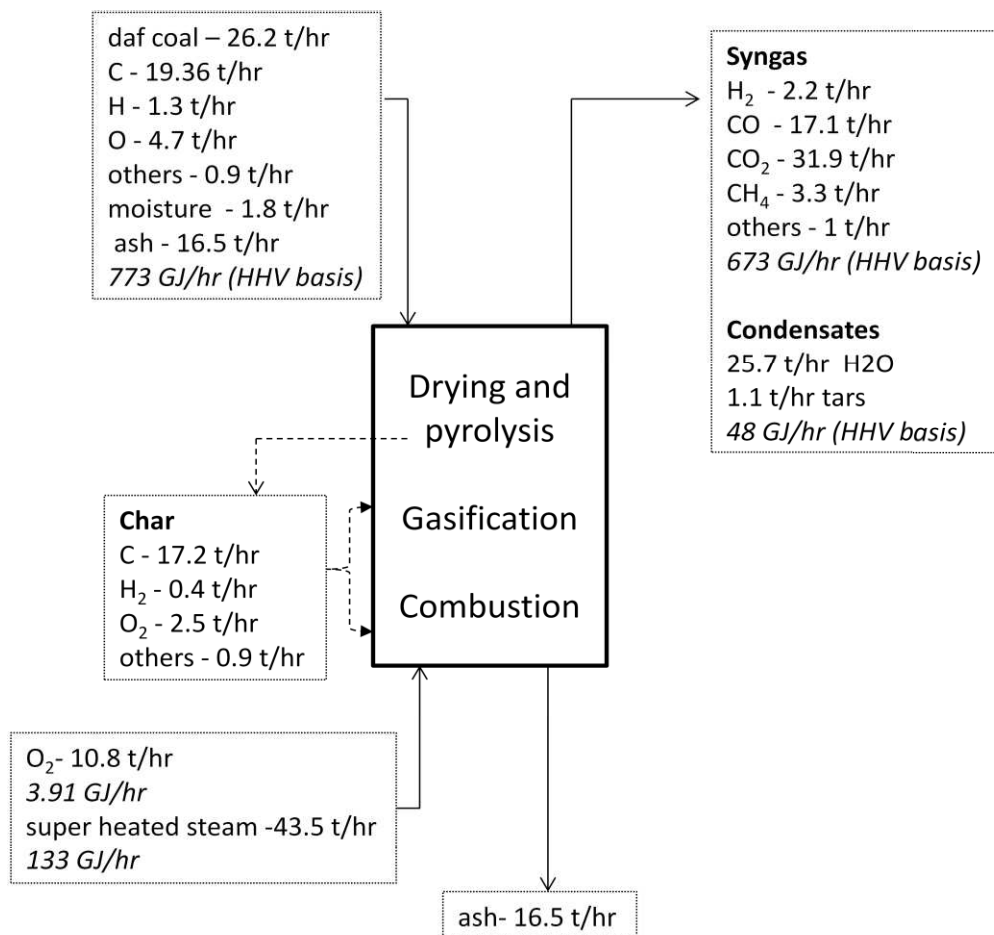 daf coal – 26.2 t/hr
C - 19.36 t/hr
H - 1.3 t/hr
O - 4.7 t/hr
others - 0.9 t/hr
moisture - 1.8 t/hr
ash - 16.5 t/hr
773 GJ/hr (HHV basis)
Syngas
H₂ - 2.2 t/hr
CO - 17.1 t/hr
CO₂ - 31.9 t/hr
CH₄ - 3.3 t/hr
others - 1 t/hr
673 GJ/hr (HHV basis)
Condensates
25.7 t/hr H2O
1.1 t/hr tars
48 GJ/hr (HHV basis)
Drying and
pyrolysis
Gasification
Combustion
Char
C - 17.2 t/hr
H₂ - 0.4 t/hr
O₂ - 2.5 t/hr
others - 0.9 t/hr
O₂- 10.8 t/hr
3.91 GJ/hr
super heated steam -43.5 t/hr
133 GJ/hr
ash- 16.5 t/hr